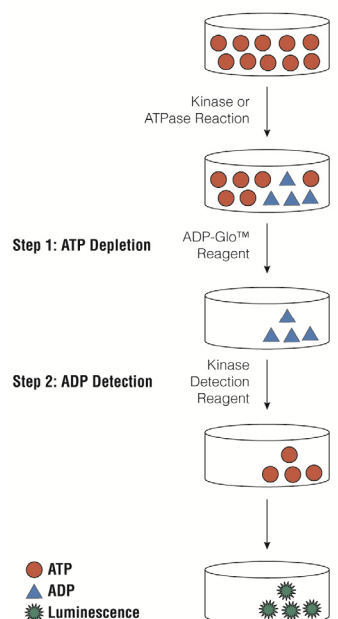 Kinase or
ATPase Reaction
Step 1: ATP Depletion
ADP-Glo™
Reagent
Step 2: ADP Detection
Kinase
Detection
Reagent
ATP
ADP
Luminescence